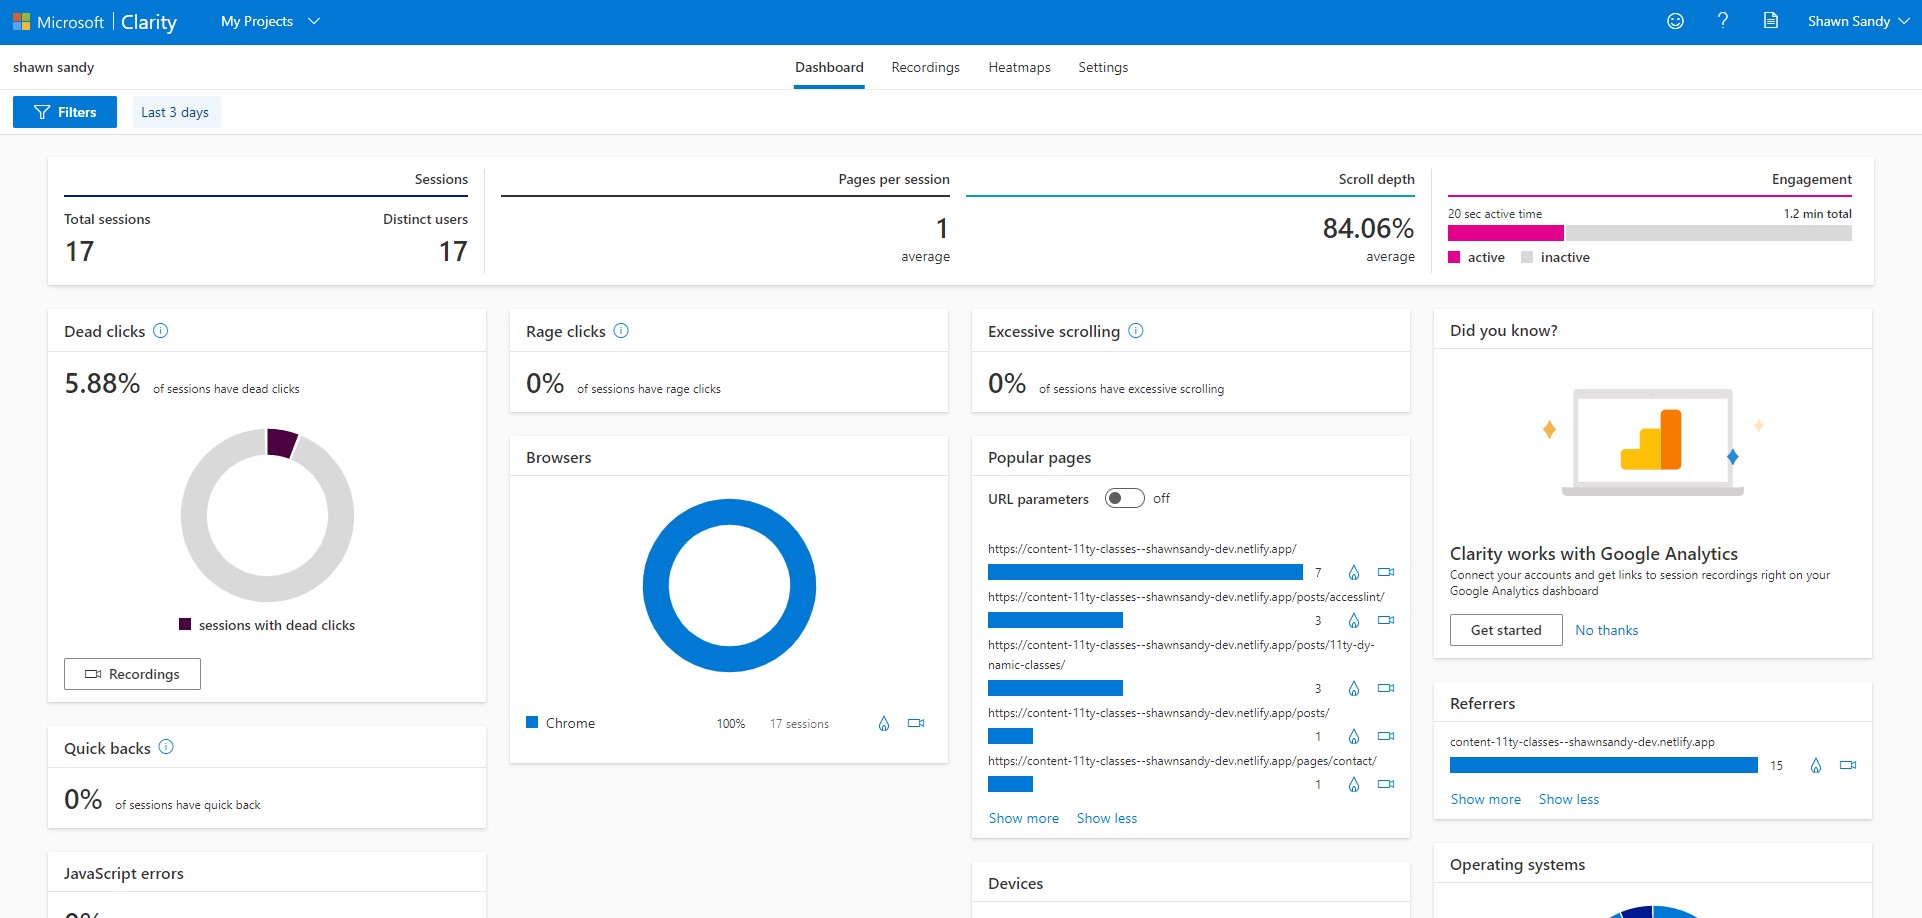 Microsoft | Clarity My Projects ? Shawn Sandy
shawn sandy Dashboard Recordings Heatmaps Settings
Filters Last 3 days
Sessions
Total sessions Distinct users
17 17
Pages per session
1
average
Scroll depth
84.06%
average
Engagement
20 sec active time 1.2 min total
active inactive
Dead clicks
5.88% of sessions have dead clicks
sessions with dead clicks
Recordings
Quick backs
0% of sessions have quick back
JavaScript errors
0%
Rage clicks
0% of sessions have rage clicks
Browsers
Chrome 100% 17 sessions
Excessive scrolling
0% of sessions have excessive scrolling
Popular pages
URL parameters off
https://content-11ty-classes--shawnsandy-dev.netlify.app/
7
https://content-11ty-classes--shawnsandy-dev.netlify.app/posts/accesslint/
3
https://content-11ty-classes--shawnsandy-dev.netlify.app/posts/11ty-dy-
namic-classes/
3
https://content-11ty-classes--shawnsandy-dev.netlify.app/posts/
1
https://content-11ty-classes--shawnsandy-dev.netlify.app/pages/contact/
1
Show more Show less
Devices
Did you know?
Clarity works with Google Analytics
Connect your accounts and get links to session recordings right on your
Google Analytics dashboard
Get started No thanks
Referrers
content-11ty-classes--shawnsandy-dev.netlify.app
15
Show more Show less
Operating systems